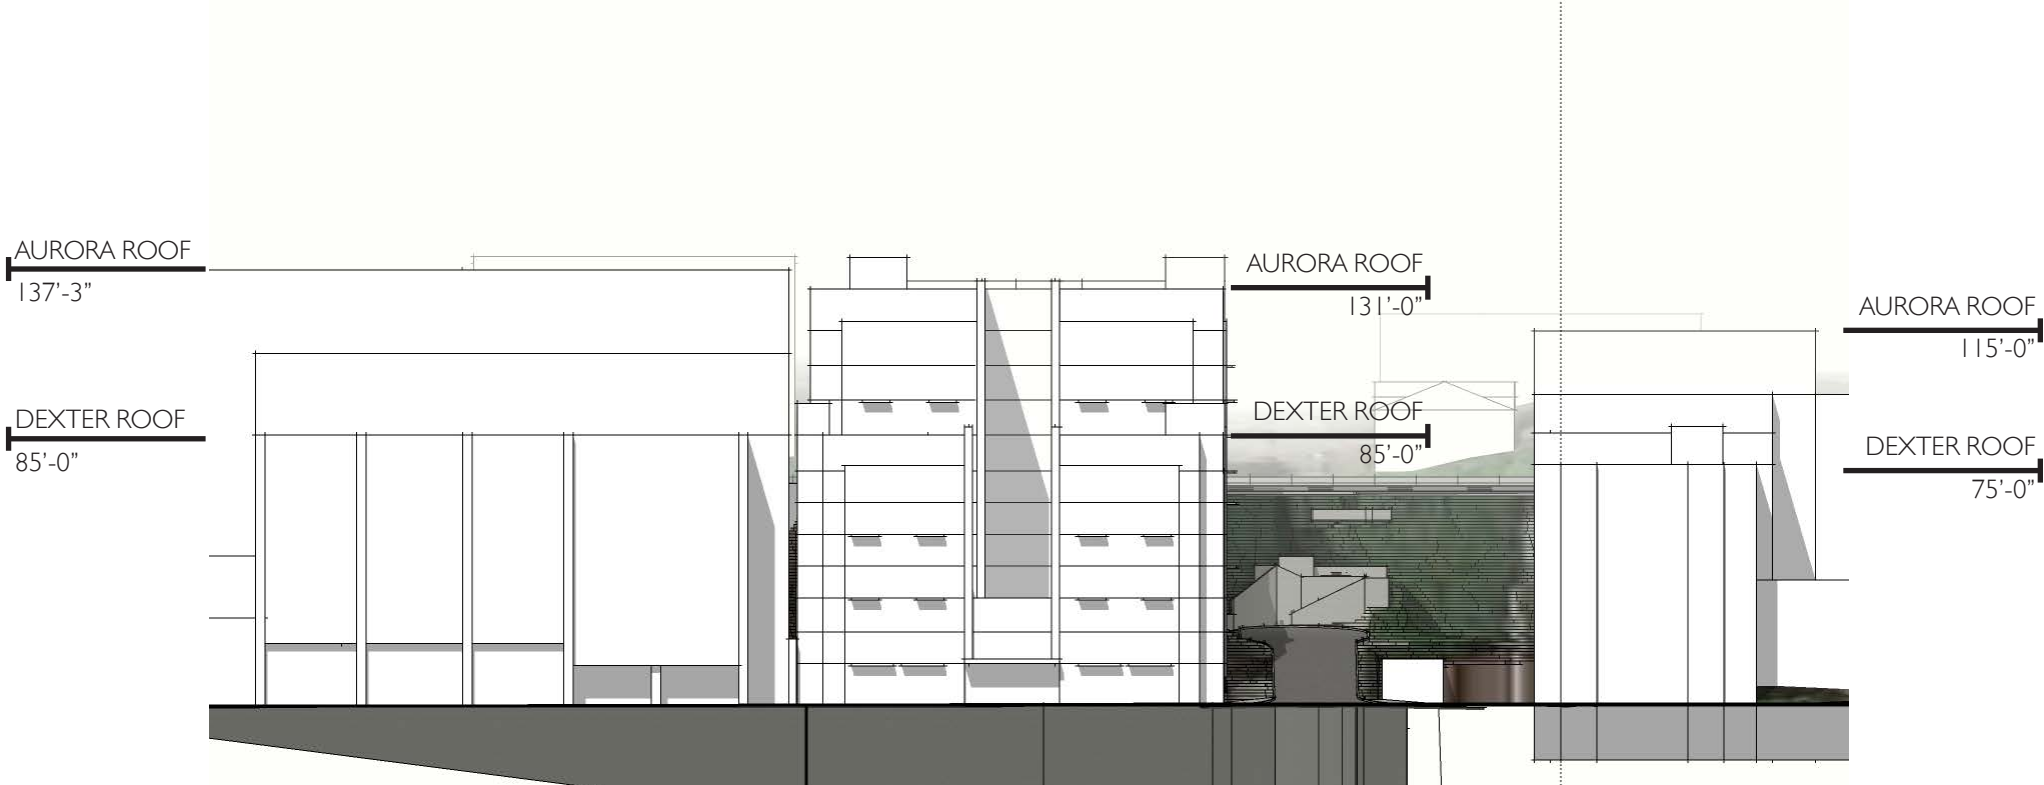 AURORA ROOF
137'-3"
DEXTER ROOF
85'-0"
AURORA ROOF
131'-0"
DEXTER ROOF
85'-0"
AURORA ROOF
115'-0"
DEXTER ROOF
75'-0"